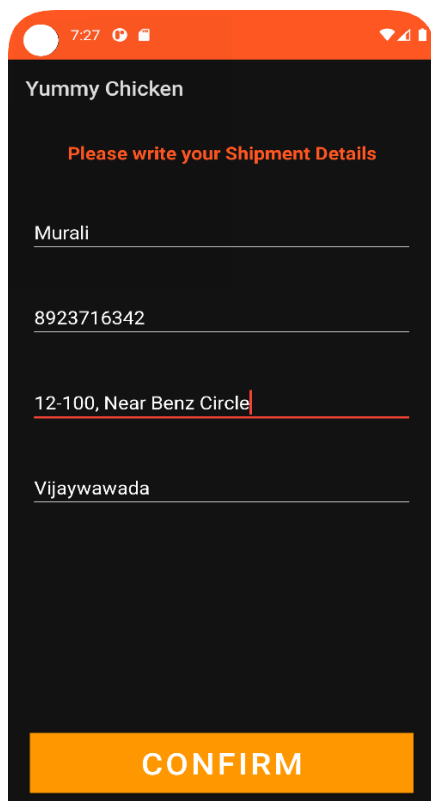 7:27
Yummy Chicken
Please write your Shipment Details
Murali
8923716342
12-100, Near Benz Circle
Vijaywawada
CONFIRM